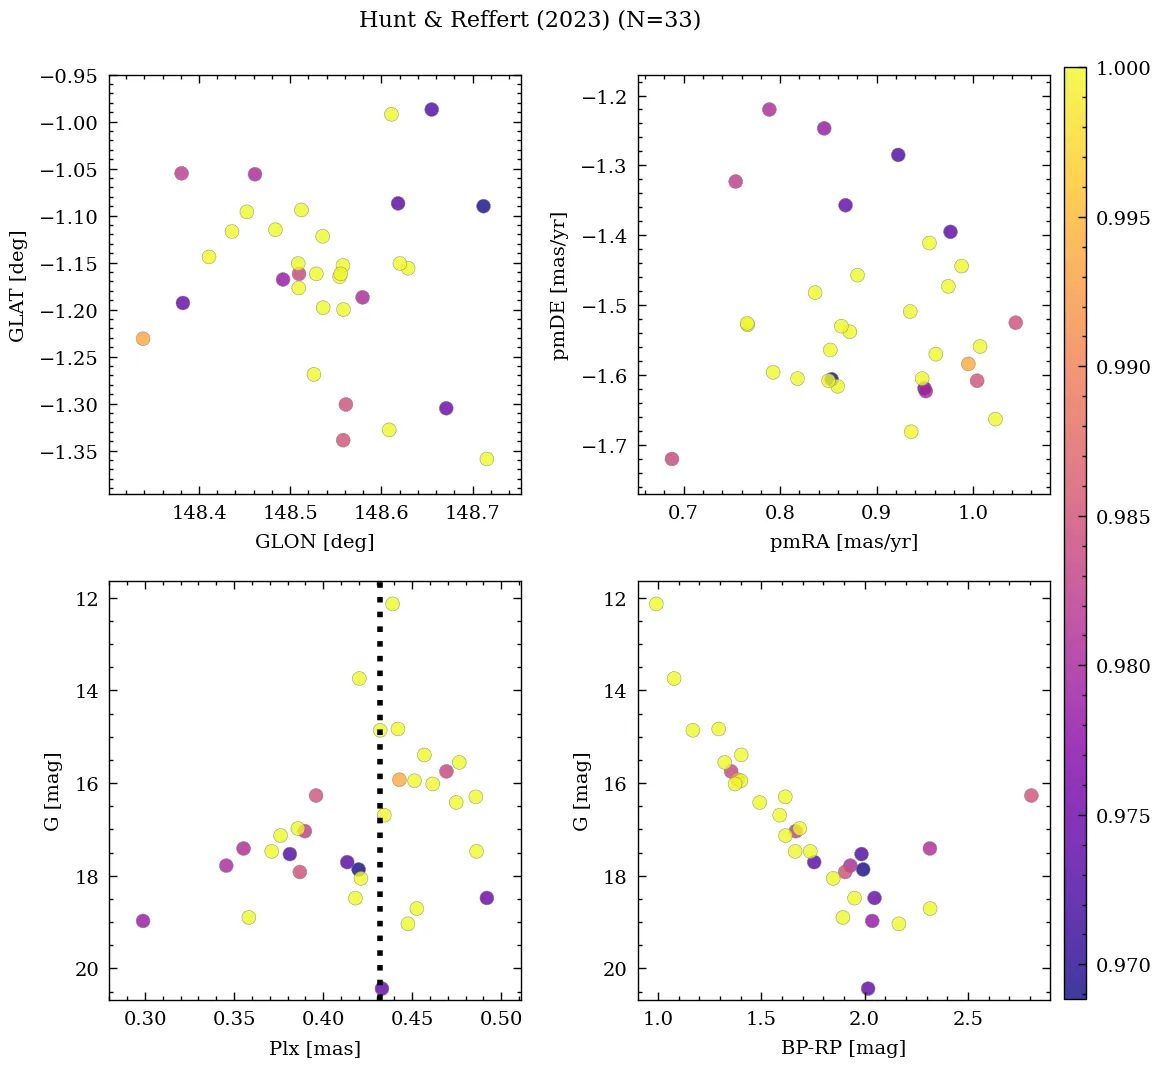 Hunt & Reffert (2023) (N=33)
−0.95
−1.00
−1.05
−1.10
−1.15
−1.20
−1.25
−1.30
−1.35
GLAT [deg]
148.4 148.5 148.6 148.7
GLON [deg]
−1.2
−1.3
−1.4
−1.5
−1.6
−1.7
pmDE [mas/yr]
0.7 0.8 0.9 1.0
pmRA [mas/yr]
12
14
16
18
20
G [mag]
0.30 0.35 0.40 0.45 0.50
Plx [mas]
12
14
16
18
20
G [mag]
1.0 1.5 2.0 2.5
BP-RP [mag]
1.000
0.995
0.990
0.985
0.980
0.975
0.970